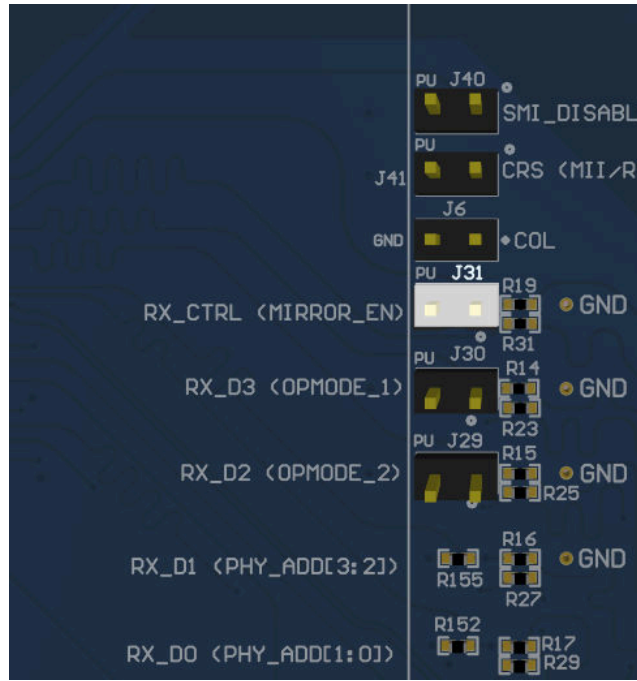 PU J40
SMI_DISABL
PU
J41
CRS (MII/R
J6
GND
COL
PU J31
R19
RX_CTRL (MIRROR_EN)
GND
R31
PU J30
R14
RX_D3 (OPMODE_1)
GND
R23
PU J29
R15
RX_D2 (OPMODE_2)
GND
R25
R16
RX_D1 (PHY_ADD[3:2])
GND
R155
R27
R152
R17
RX_D0 (PHY_ADD[1:0])
R29